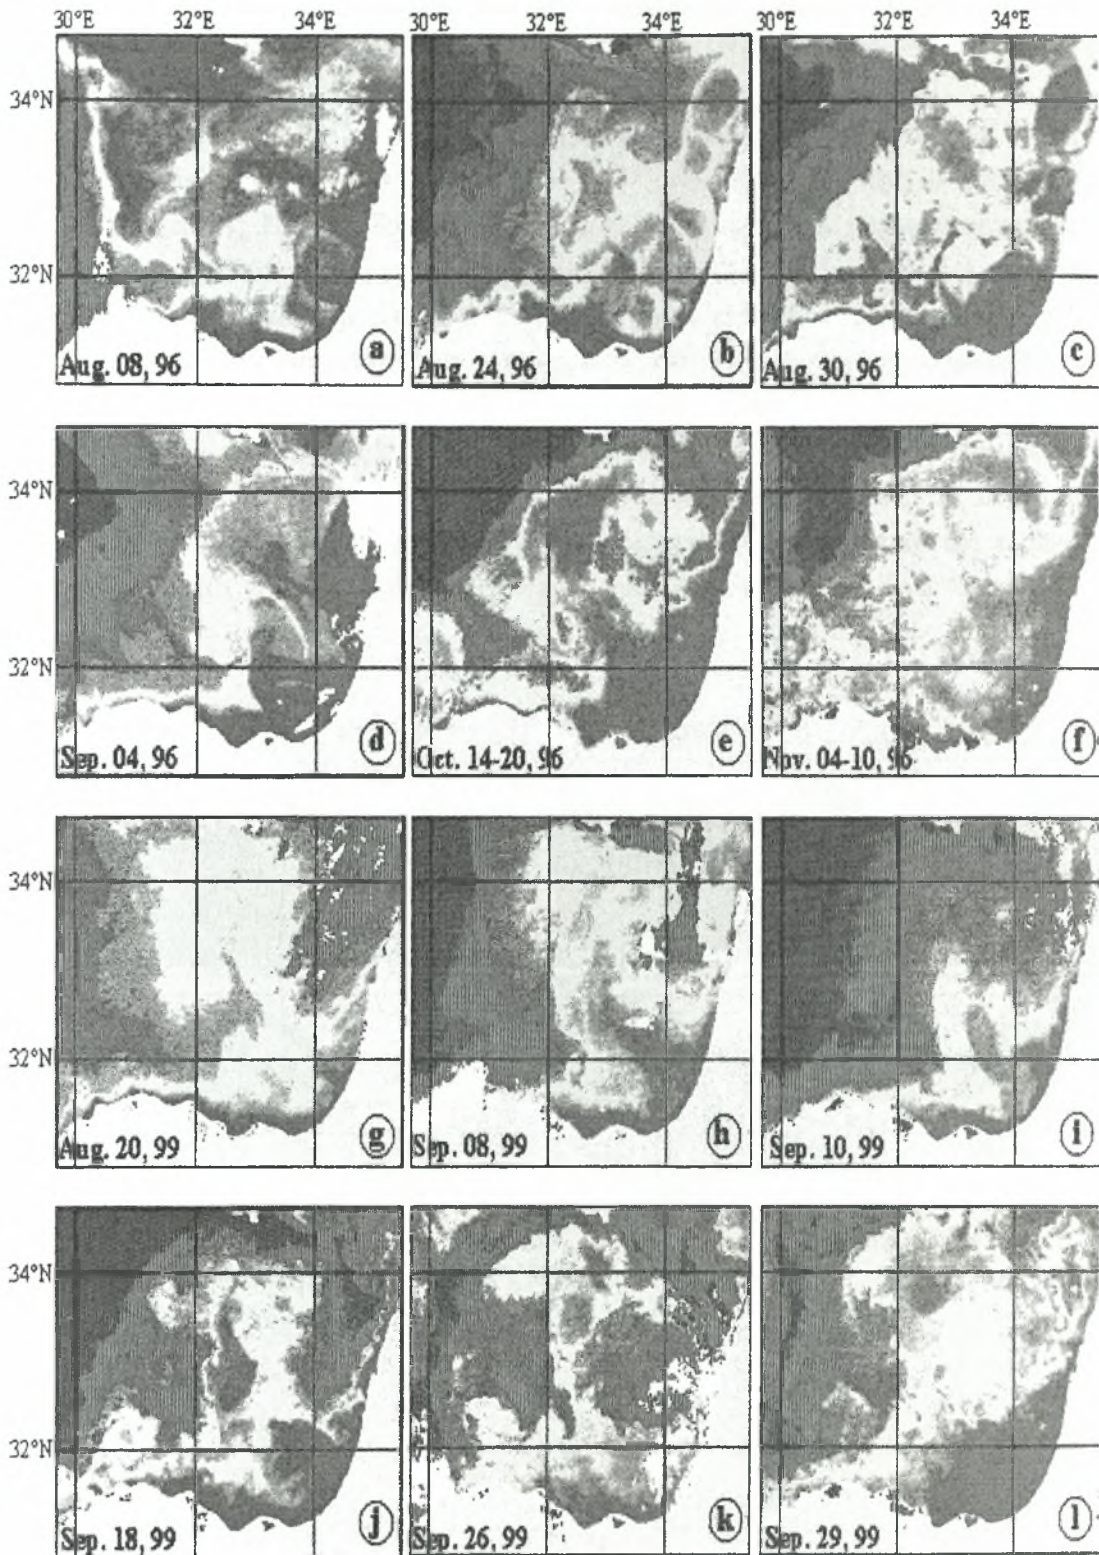 30°E 32°E 34°E 30°E 32°E 34°E 30°E 32°E 34°E
34°N
32°N
Aug. 08, 96 a
Aug. 24, 96 b
Aug. 30, 96 c
34°N
32°N
Sep. 04, 96 d
Oct. 14-20, 96 e
Nov. 04-10, 96 f
34°N
32°N
Aug. 20, 99 g
Sep. 08, 99 h
Sep. 10, 99 i
34°N
32°N
Sep. 18, 99 j
Sep. 26, 99 k
Sep. 29, 99 l